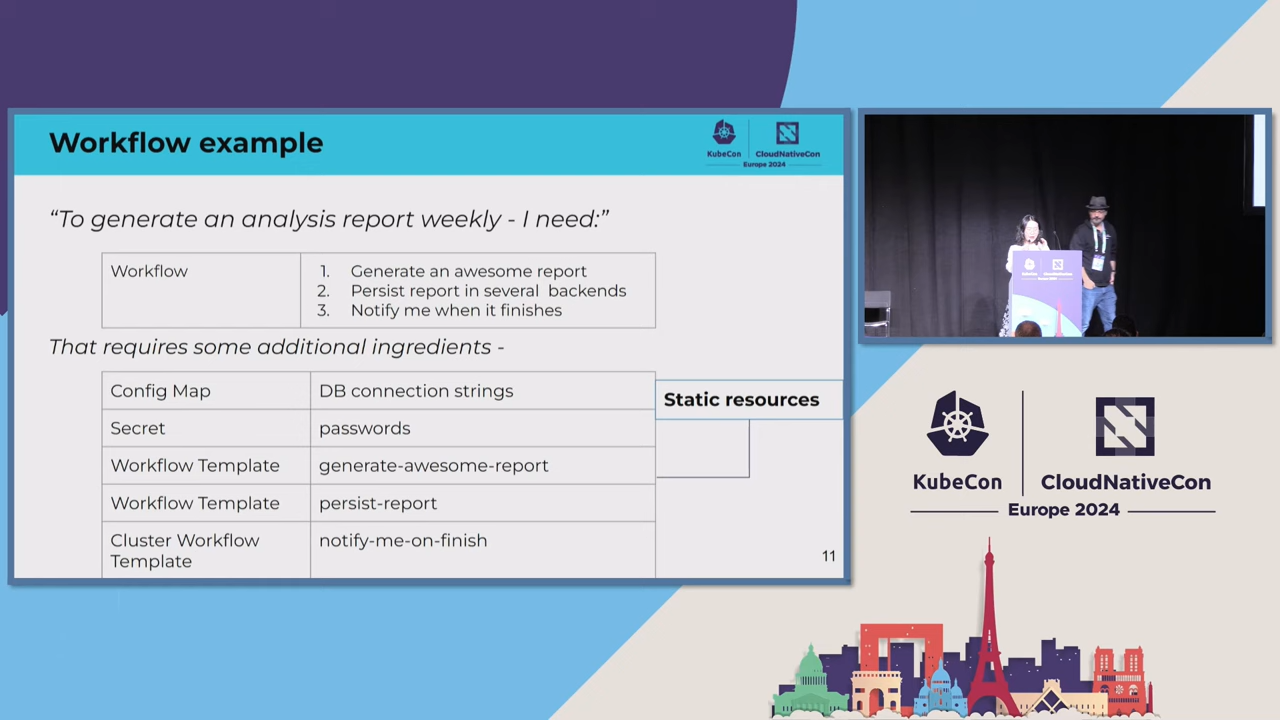 Workflow example
KubeCon
CloudNativeCon
Europe 2024
“To generate an analysis report weekly - I need:”
Workflow
1. Generate an awesome report
2. Persist report in several backends
3. Notify me when it finishes
That requires some additional ingredients -
Config Map
DB connection strings
Secret
passwords
Workflow Template
generate-awesome-report
Workflow Template
persist-report
Cluster Workflow
Template
notify-me-on-finish
Static resources
11
KubeCon
CloudNativeCon
Europe 2024